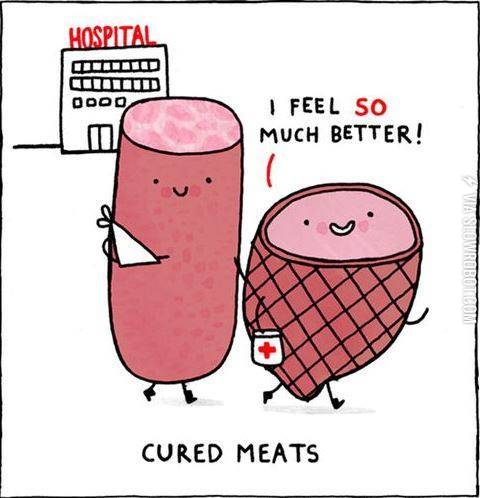 HOSPITAL
I FEEL SO
MUCH BETTER!
VIA SLOWROBOT.COM
CURED MEATS